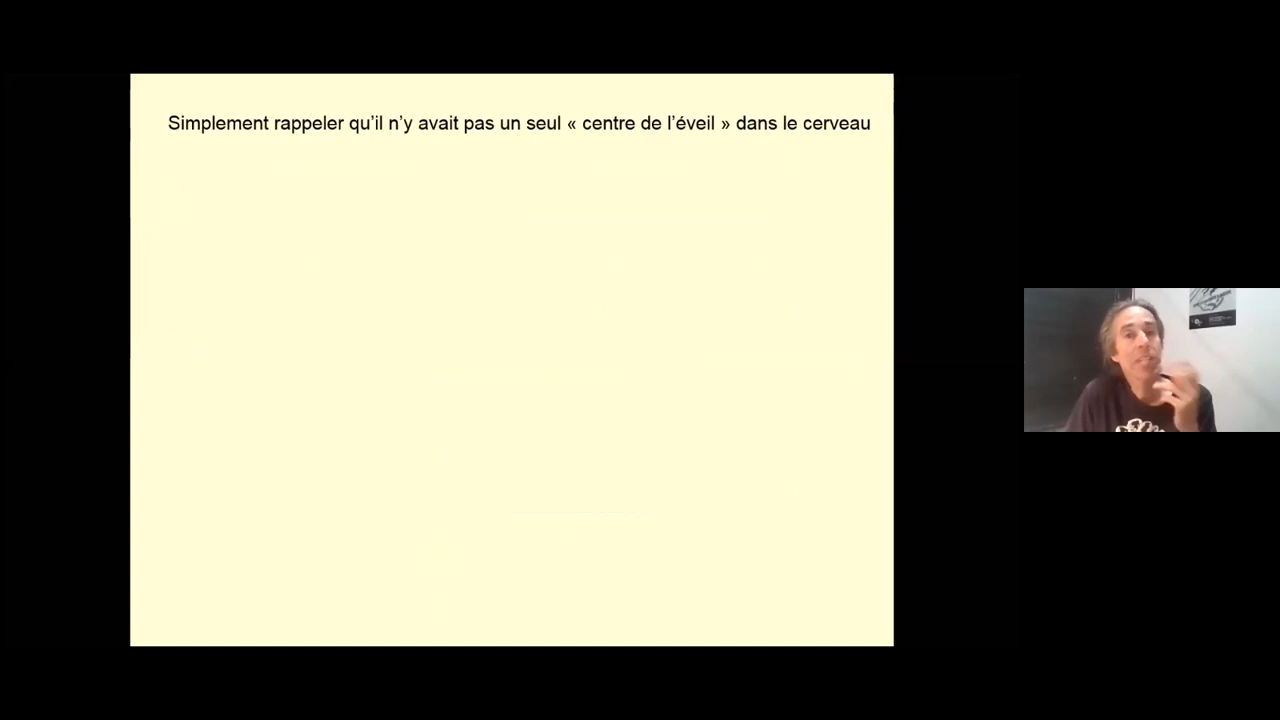 Simplement rappeler qu’il n’y avait pas un seul « centre de l’éveil » dans le cerveau